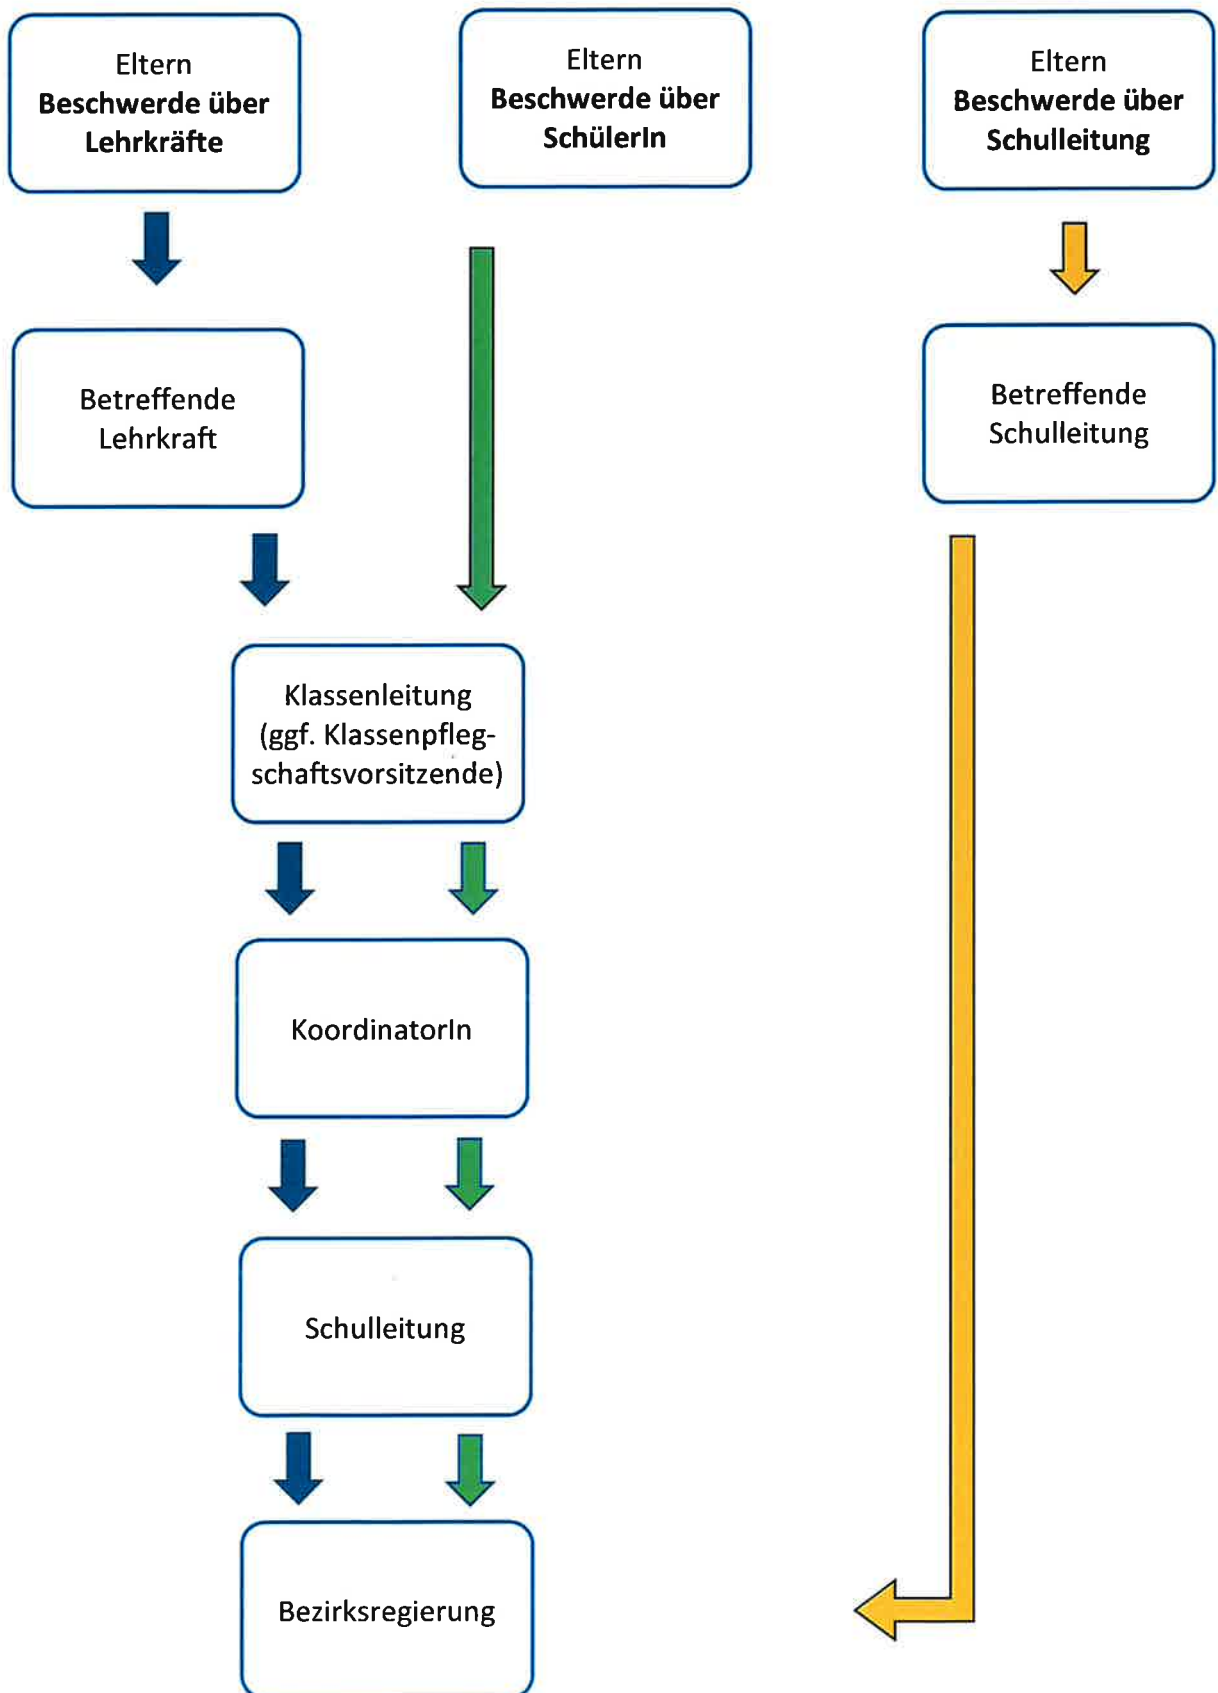 Eltern
Beschwerde über
Lehrkräfte
Eltern
Beschwerde über
SchülerIn
Eltern
Beschwerde über
Schulleitung
Betreffende
Lehrkraft
Betreffende
Schulleitung
Klassenleitung
(ggf. Klassenpfleg-
schaftsvorsitzende)
KoordinatorIn
Schulleitung
Bezirksregierung